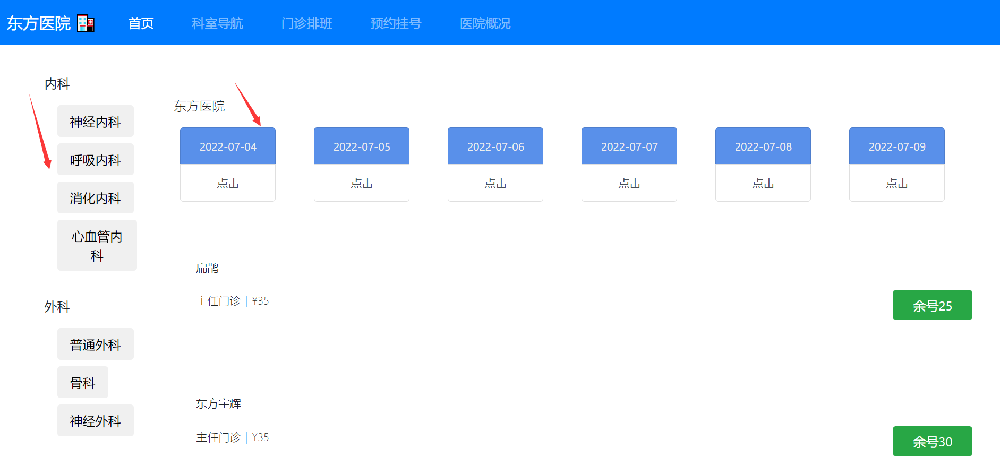 东方医院
首页
科室导航
门诊排班
预约挂号
医院概况
内科
神经内科
呼吸内科
消化内科
心血管内
科
外科
普通外科
骨科
神经外科
东方医院
2022-07-04
点击
2022-07-05
点击
2022-07-06
点击
2022-07-07
点击
2022-07-08
点击
2022-07-09
点击
扁鹊
主任门诊 | ¥35
余号25
东方宇辉
主任门诊 | ¥35
余号30